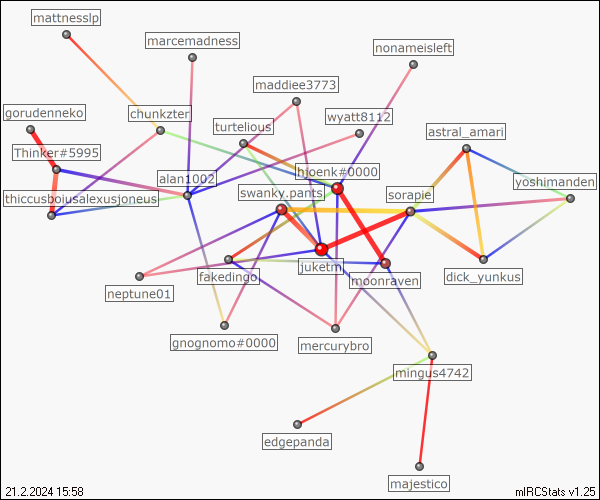 mattnesslp
marcemadness
nonameisleft
maddiee3773
gorudenneko
chunkzter
wyatt8112
turtelious
astral_amari
Thinker#5995
hjoenk#0000
alan1002
yoshimanden
thiccusboiusalexusjoneus
swanky.pants
sorapie
juketm
fakedingo
moonraven
dick_yunkus
neptune01
gnognomo#0000
mercurybro
mingus4742
edgepanda
majestico
21.2.2024 15:58
mIRCStats v1.25